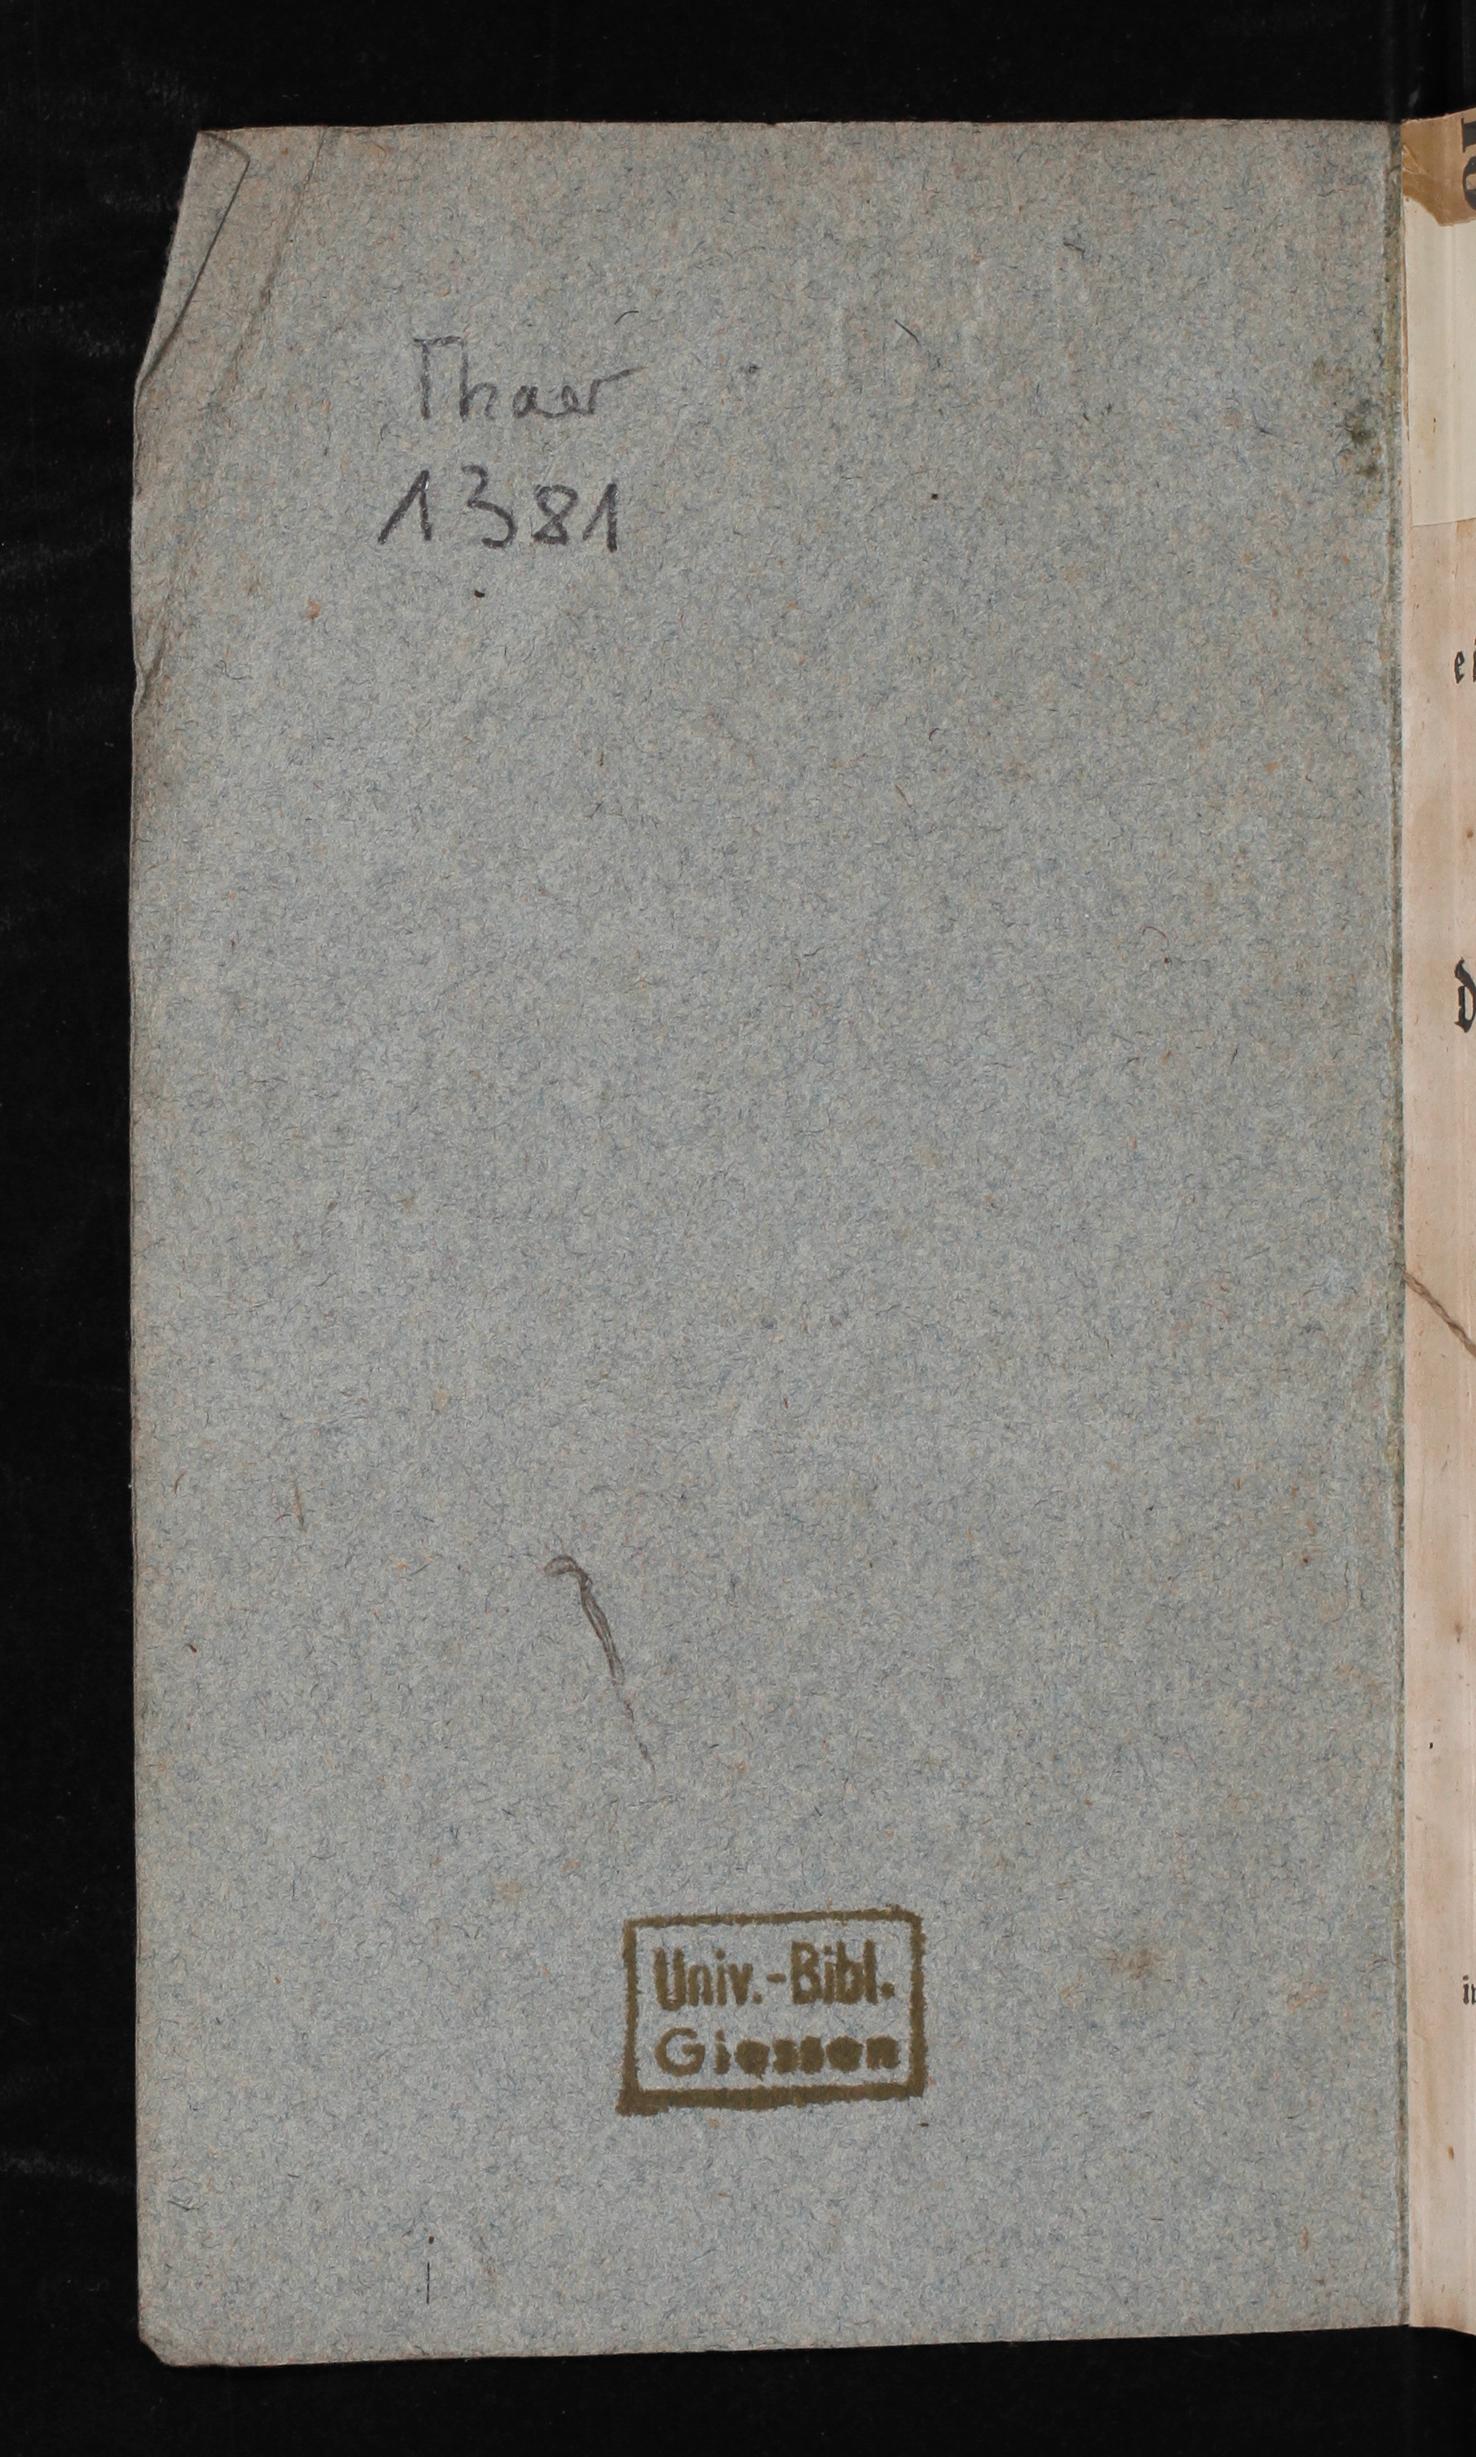 Thaer
1381
Univ.-Bibl.
Giessen